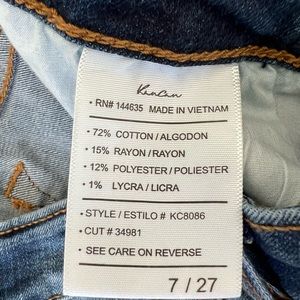 KanCan
• RN# 144635 MADE IN VIETNAM
• 72% COTTON / ALGODON
• 15% RAYON / RAYON
• 12% POLYESTER / POLIESTER
• 1% LYCRA / LICRA
• STYLE / ESTILO # KC8086
• CUT # 34981
• SEE CARE ON REVERSE
7 / 27